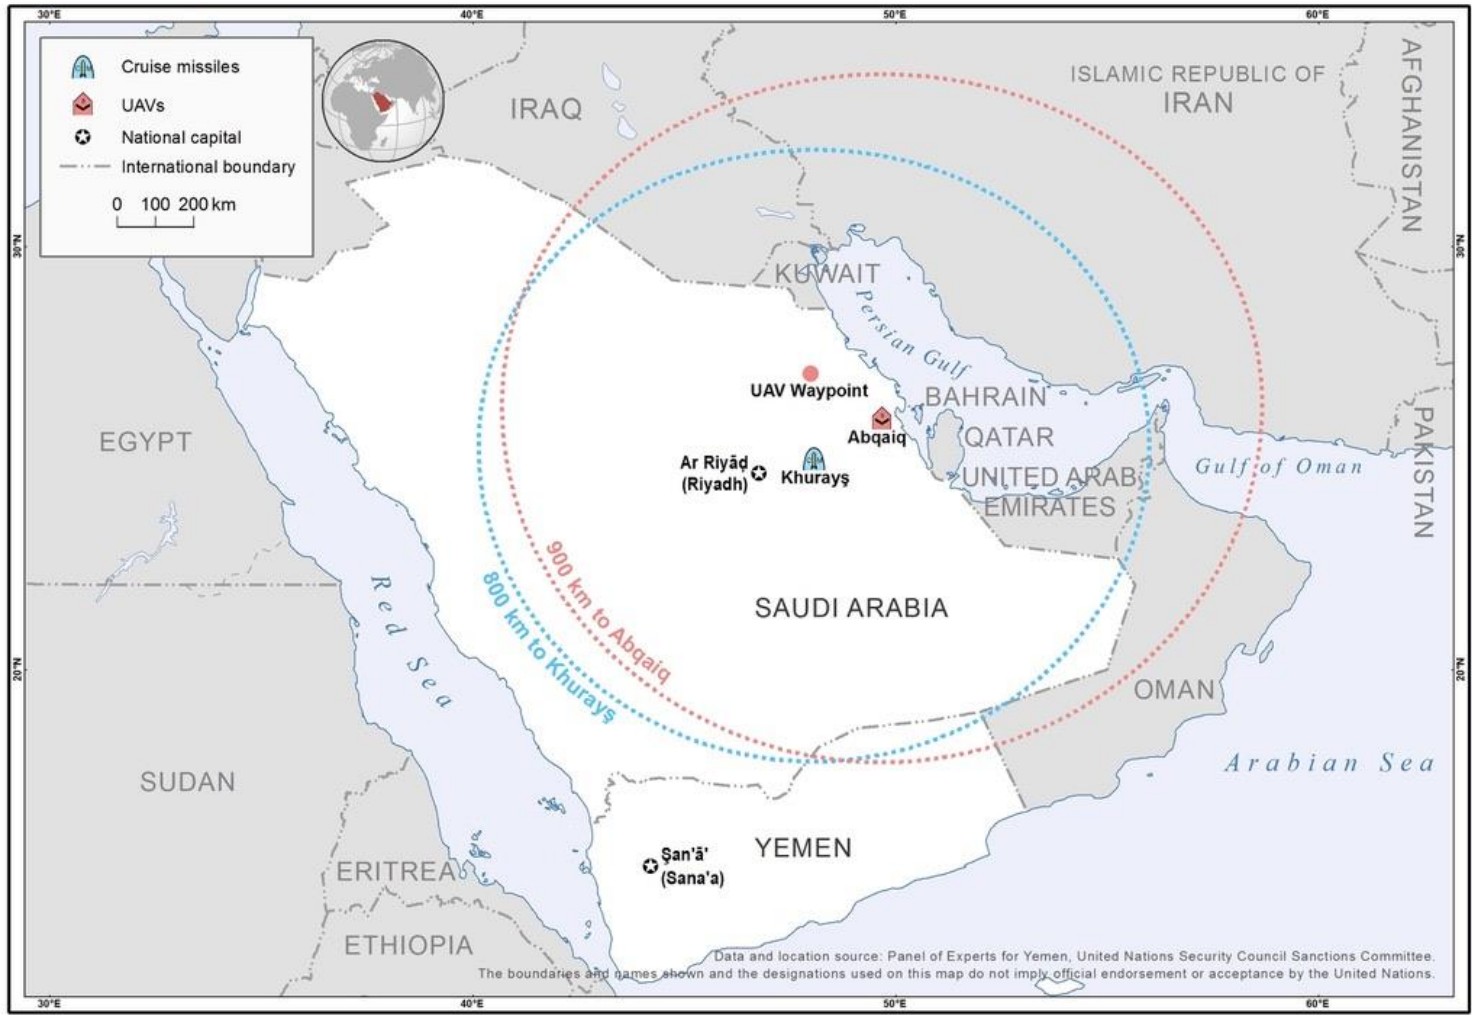 30°E 40°E 50°E 60°E
Cruise missiles
UAVs
National capital
International boundary
0 100 200 km
IRAQ
ISLAMIC REPUBLIC OF
IRAN
AFGHANISTAN
30°N
30°N
KUWAIT
Persian Gulf
UAV Waypoint
BAHRAIN
Abqaiq
QATAR
PAKISTAN
EGYPT
Ar Riyāḑ
(Riyadh)
Khurayş
UNITED ARAB
EMIRATES
Gulf of Oman
900 km to Abqaiq
800 km to Khurayş
Red Sea
SAUDI ARABIA
20°N
20°N
OMAN
SUDAN
Arabian Sea
YEMEN
Şan'ā'
(Sana'a)
ERITREA
ETHIOPIA
Data and location source: Panel of Experts for Yemen, United Nations Security Council Sanctions Committee.
The boundaries and names shown and the designations used on this map do not imply official endorsement or acceptance by the United Nations.
30°E 40°E 50°E 60°E